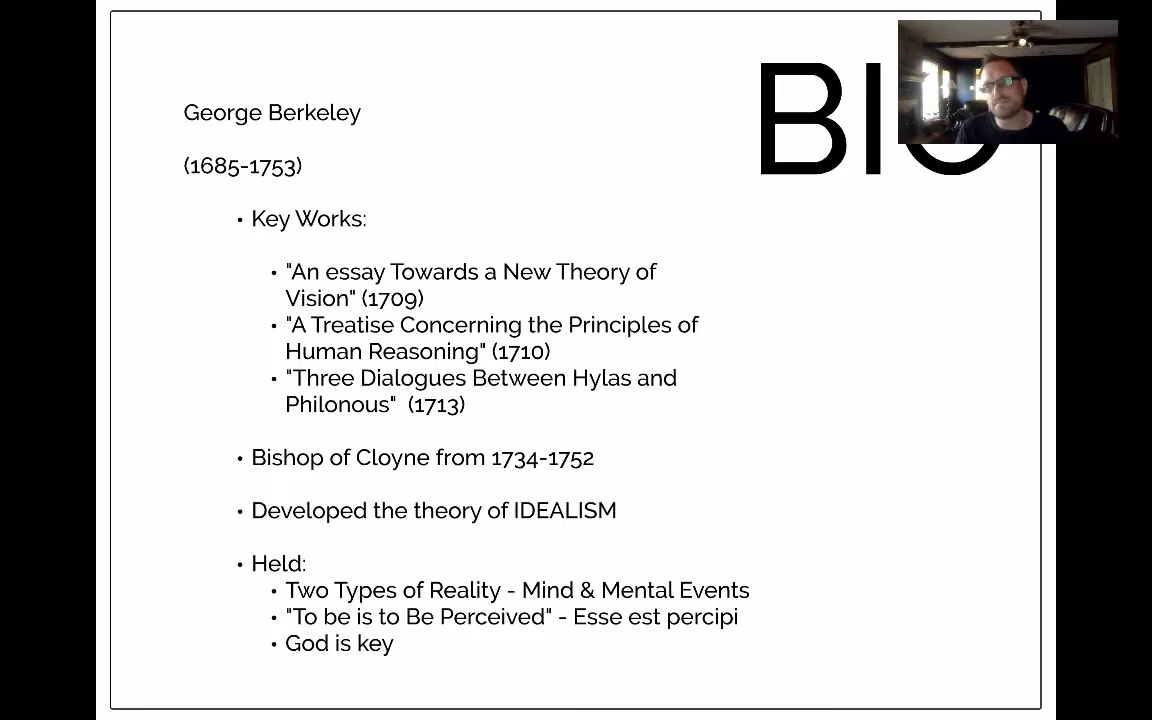 BIO
George Berkeley
(1685-1753)
• Key Works:
• "An essay Towards a New Theory of
Vision" (1709)
• "A Treatise Concerning the Principles of
Human Reasoning" (1710)
• "Three Dialogues Between Hylas and
Philonous" (1713)
• Bishop of Cloyne from 1734-1752
• Developed the theory of IDEALISM
• Held:
• Two Types of Reality - Mind & Mental Events
• "To be is to Be Perceived" - Esse est percipi
• God is key